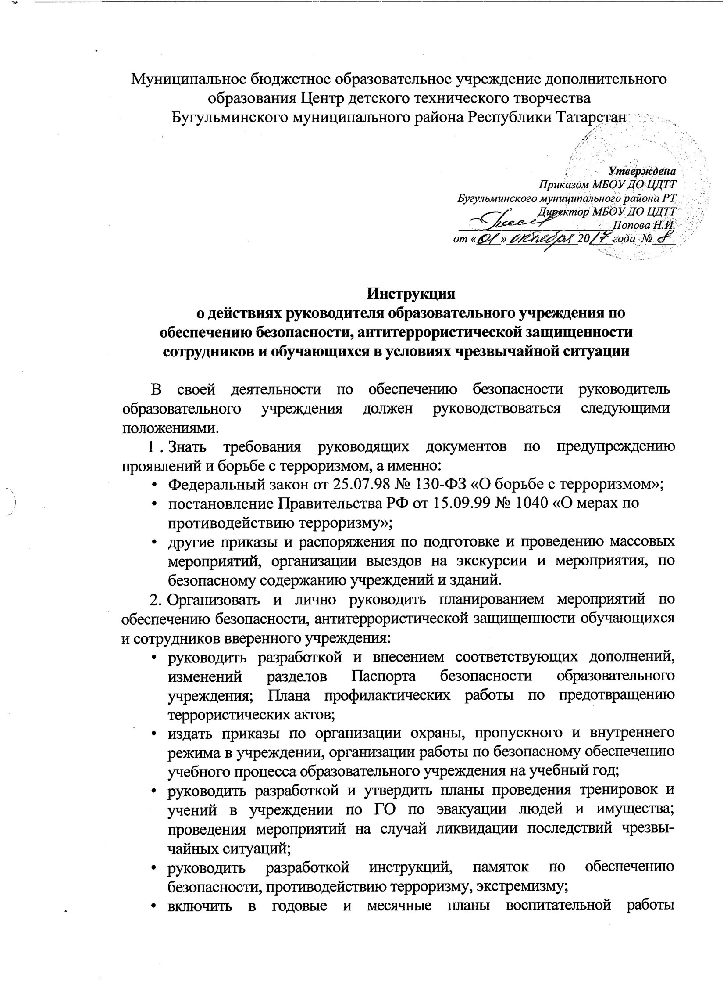 Муниципальное бюджетное образовательное учреждение дополнительного
образования Центр детского технического творчества
Бугульминского муниципального района Республики Татарстан
Утверждена
Приказом МБОУ ДО ЦДТТ
Бугульминского муниципального района РТ
Директор МБОУ ДО ЦДТТ
Попова Н.И.
от «01» октября 2017 года № 8
Инструкция
о действиях руководителя образовательного учреждения по
обеспечению безопасности, антитеррористической защищенности
сотрудников и обучающихся в условиях чрезвычайной ситуации
В своей деятельности по обеспечению безопасности руководитель
образовательного учреждения должен руководствоваться следующими
положениями.
1 . Знать требования руководящих документов по предупреждению
проявлений и борьбе с терроризмом, а именно:
• Федеральный закон от 25.07.98 № 130-ФЗ «О борьбе с терроризмом»;
• постановление Правительства РФ от 15.09.99 № 1040 «О мерах по
противодействию терроризму»;
• другие приказы и распоряжения по подготовке и проведению массовых
мероприятий, организации выездов на экскурсии и мероприятия, по
безопасному содержанию учреждений и зданий.
2. Организовать и лично руководить планированием мероприятий по
обеспечению безопасности, антитеррористической защищенности обучающихся
и сотрудников вверенного учреждения:
• руководить разработкой и внесением соответствующих дополнений,
изменений разделов Паспорта безопасности образовательного
учреждения; Плана профилактических работы по предотвращению
террористических актов;
• издать приказы по организации охраны, пропускного и внутреннего
режима в учреждении, организации работы по безопасному обеспечению
учебного процесса образовательного учреждения на учебный год;
• руководить разработкой и утвердить планы проведения тренировок и
учений в учреждении по ГО по эвакуации людей и имущества;
проведения мероприятий на случай ликвидации последствий чрезвы-
чайных ситуаций;
• руководить разработкой инструкций, памяток по обеспечению
безопасности, противодействию терроризму, экстремизму;
• включить в годовые и месячные планы воспитательной работы